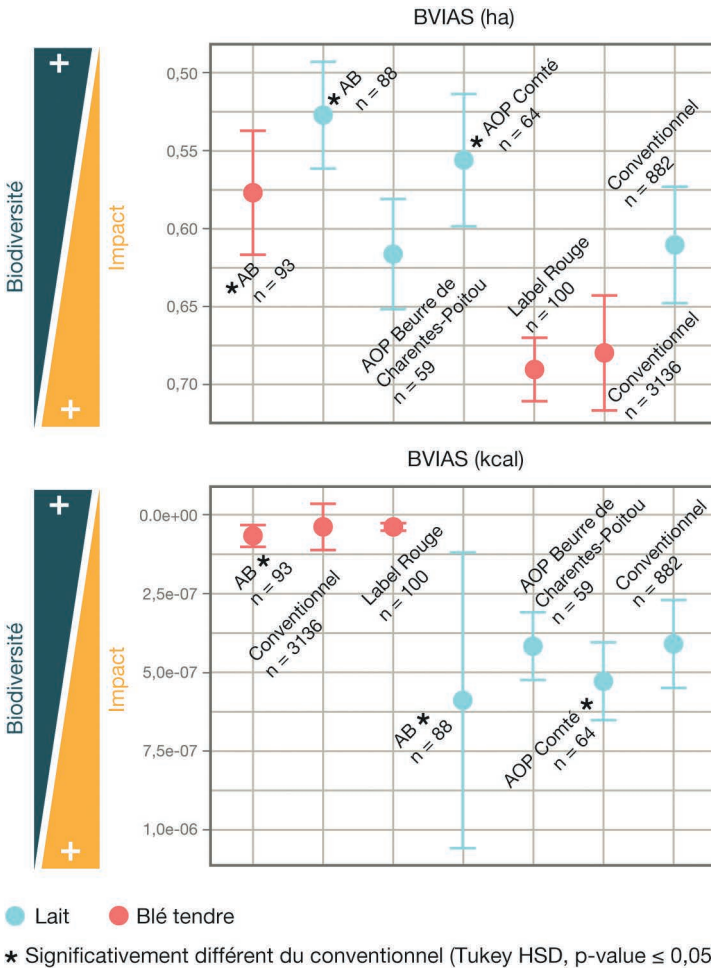 BVIAS (ha)
+
Biodiversité
Impact
+
0,50
0,55
0,60
0,65
0,70
* AB
n = 93
* AB
n = 88
AOP Beurre de
Charentes-Poitou
n = 59
* AOP Comté
n = 64
Label Rouge
n = 100
Conventionnel
n = 3136
Conventionnel
n = 882
BVIAS (kcal)
+
Biodiversité
Impact
+
0.0e+00
2,5e-07
5,0e-07
7,5e-07
1,0e-06
AB *
n = 93
Conventionnel
n = 3136
Label Rouge
n = 100
AB *
n = 88
AOP Beurre de
Charentes-Poitou
n = 59
AOP Comté *
n = 64
Conventionnel
n = 882
Lait
Blé tendre
* Significativement différent du conventionnel (Tukey HSD, p-value ≤ 0,05